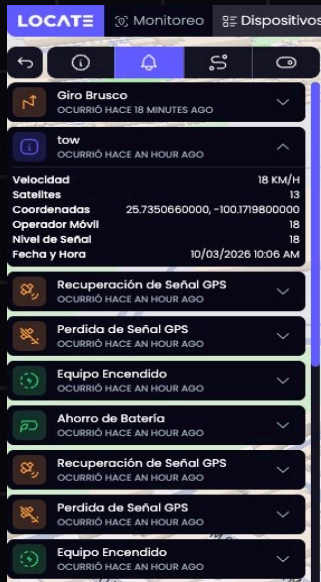 LOCATE Monitoreo Dispositivos
Giro Brusco
OCURRIÓ HACE 18 MINUTES AGO
tow
OCURRIÓ HACE AN HOUR AGO
Velocidad 18 KM/H
Satelites 13
Coordenadas 25.7350660000, -100.1719800000
Operador Móvil 18
Nivel de Señal 18
Fecha y Hora 10/03/2026 10:06 AM
Recuperación de Señal GPS
OCURRIÓ HACE AN HOUR AGO
Perdida de Señal GPS
OCURRIÓ HACE AN HOUR AGO
Equipo Encendido
OCURRIÓ HACE AN HOUR AGO
Ahorro de Batería
OCURRIÓ HACE AN HOUR AGO
Recuperación de Señal GPS
OCURRIÓ HACE AN HOUR AGO
Perdida de Señal GPS
OCURRIÓ HACE AN HOUR AGO
Equipo Encendido
OCURRIÓ HACE AN HOUR AGO